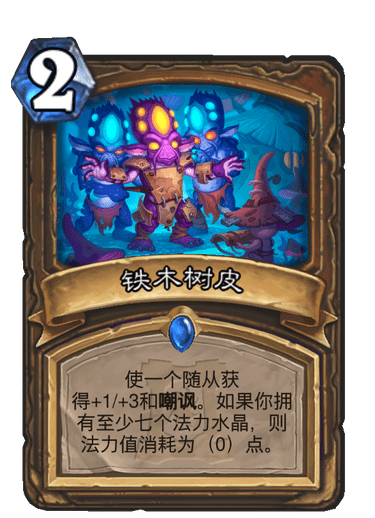 2
铁木树皮
使一个随从获
得+1/+3和嘲讽。如果你拥
有至少七个法力水晶，则
法力值消耗为（0）点。